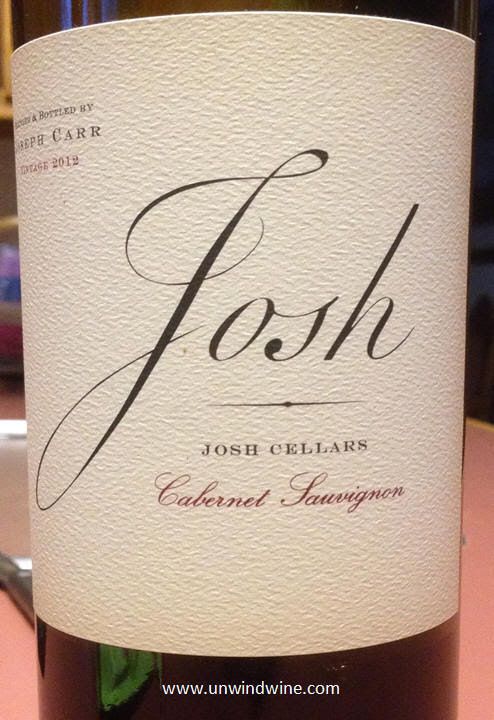 & BOTTLED BY
CARR
2012
Josh
JOSH CELLARS
Cabernet Sauvignon
www.unwindwine.com